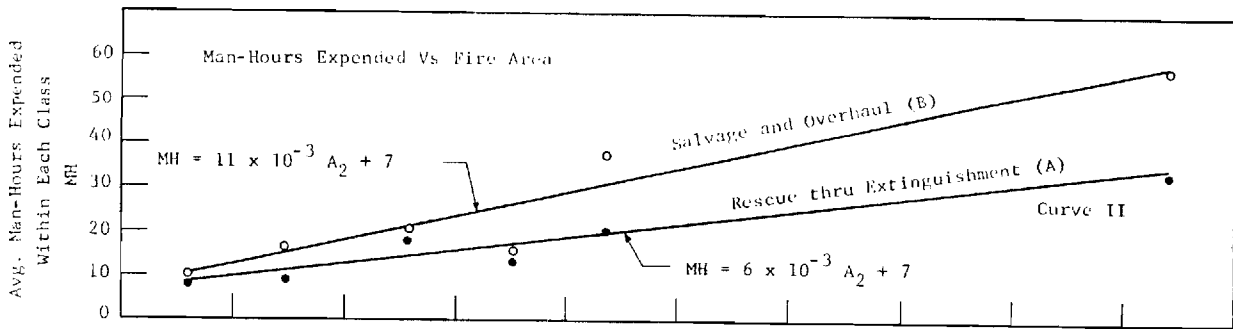 Avg. Man-Hours Expended
Within Each Class
MH
60
50
40
30
20
10
0
Man-Hours Expended Vs Fire Area
Salvage and Overhaul (B)
MH = 11 x 10⁻³ A₂ + 7
Rescue thru Extinguishment (A)
Curve II
MH = 6 x 10⁻³ A₂ + 7